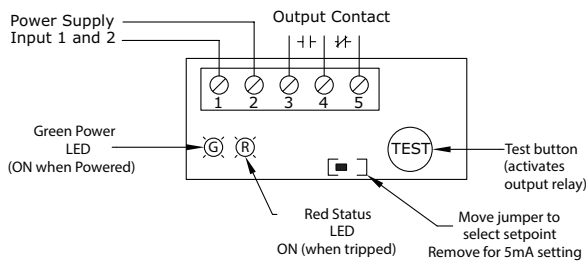 Power Supply
Input 1 and 2
Output Contact
1 2 3 4 5
Green Power
LED
(ON when Powered)
G
R
TEST
Test button
(activates
output relay)
Red Status
LED
ON (when tripped)
Move jumper to
select setpoint
Remove for 5mA setting